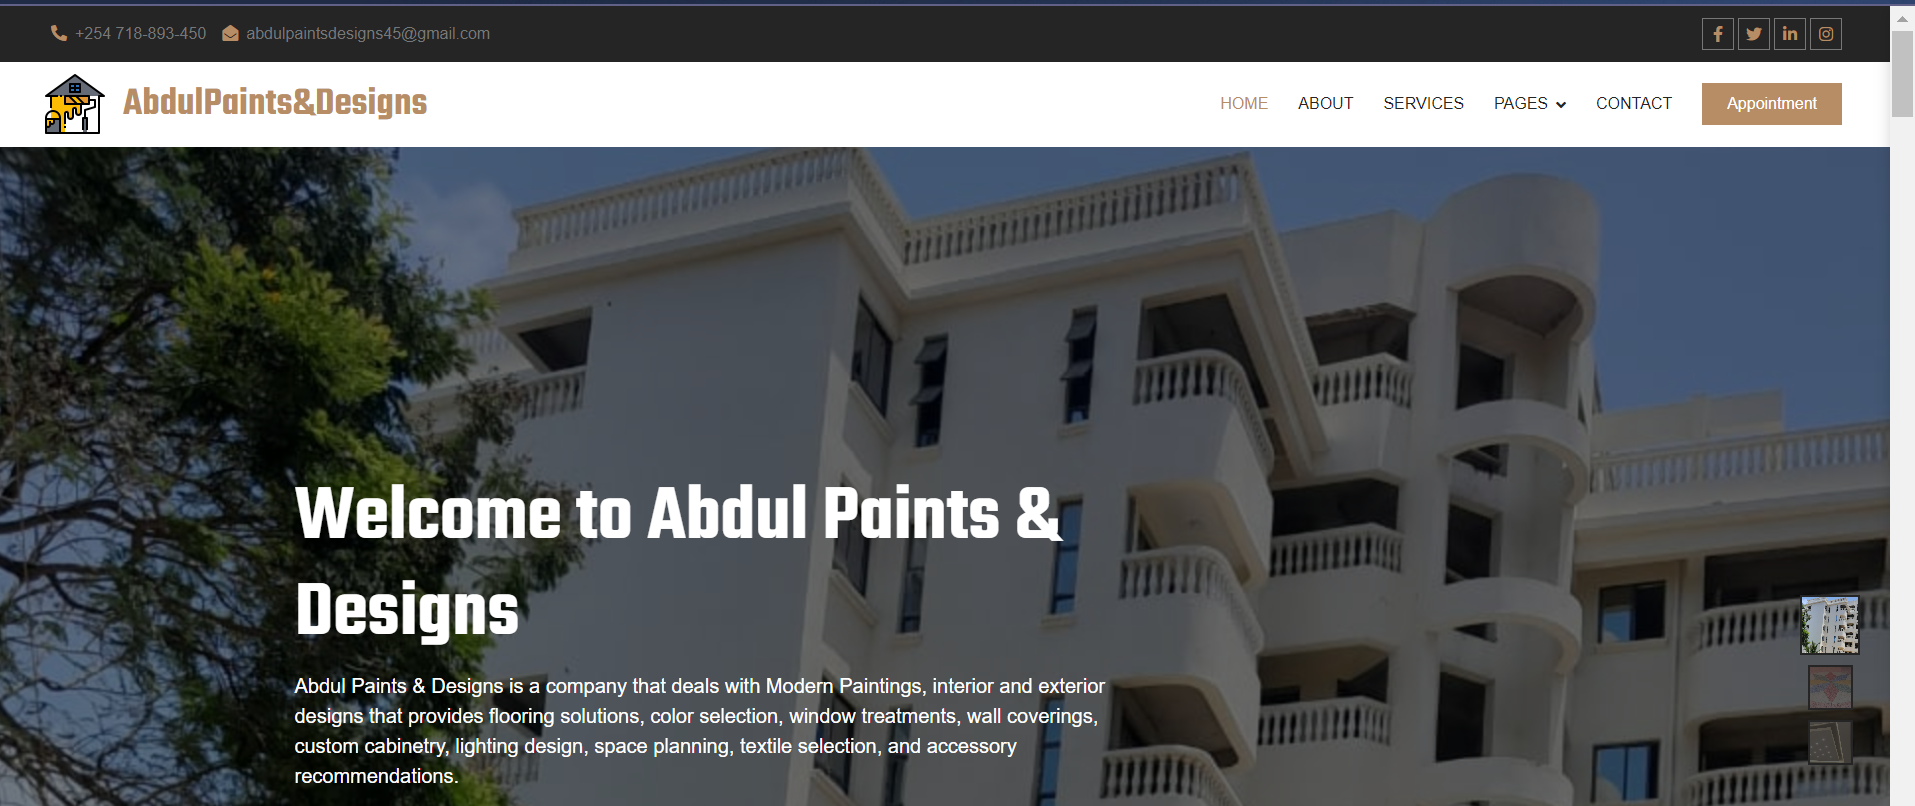 +254 718-893-450 abdulpaintsdesigns45@gmail.com
AbdulPaints&Designs
HOME ABOUT SERVICES PAGES CONTACT Appointment
Welcome to Abdul Paints &
Designs
Abdul Paints & Designs is a company that deals with Modern Paintings, interior and exterior
designs that provides flooring solutions, color selection, window treatments, wall coverings,
custom cabinetry, lighting design, space planning, textile selection, and accessory
recommendations.